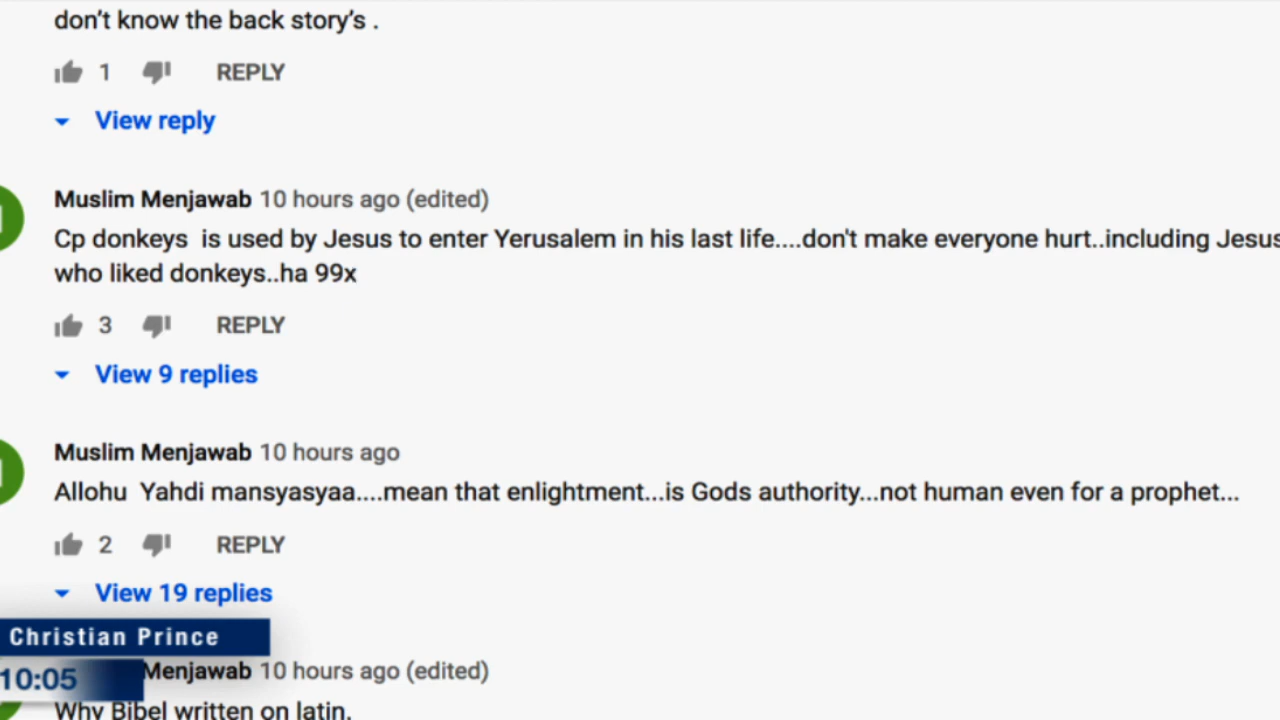 don't know the back story's .
1 REPLY
View reply
Muslim Menjawab 10 hours ago (edited)
Cp donkeys is used by Jesus to enter Yerusalem in his last life....don't make everyone hurt..including Jesus
who liked donkeys..ha 99x
3 REPLY
View 9 replies
Muslim Menjawab 10 hours ago
Allohu Yahdi mansyasyaa....mean that enlightment...is Gods authority...not human even for a prophet...
2 REPLY
View 19 replies
Christian Prince
Menjawab 10 hours ago (edited)
10:05
Why Bibel written on latin.